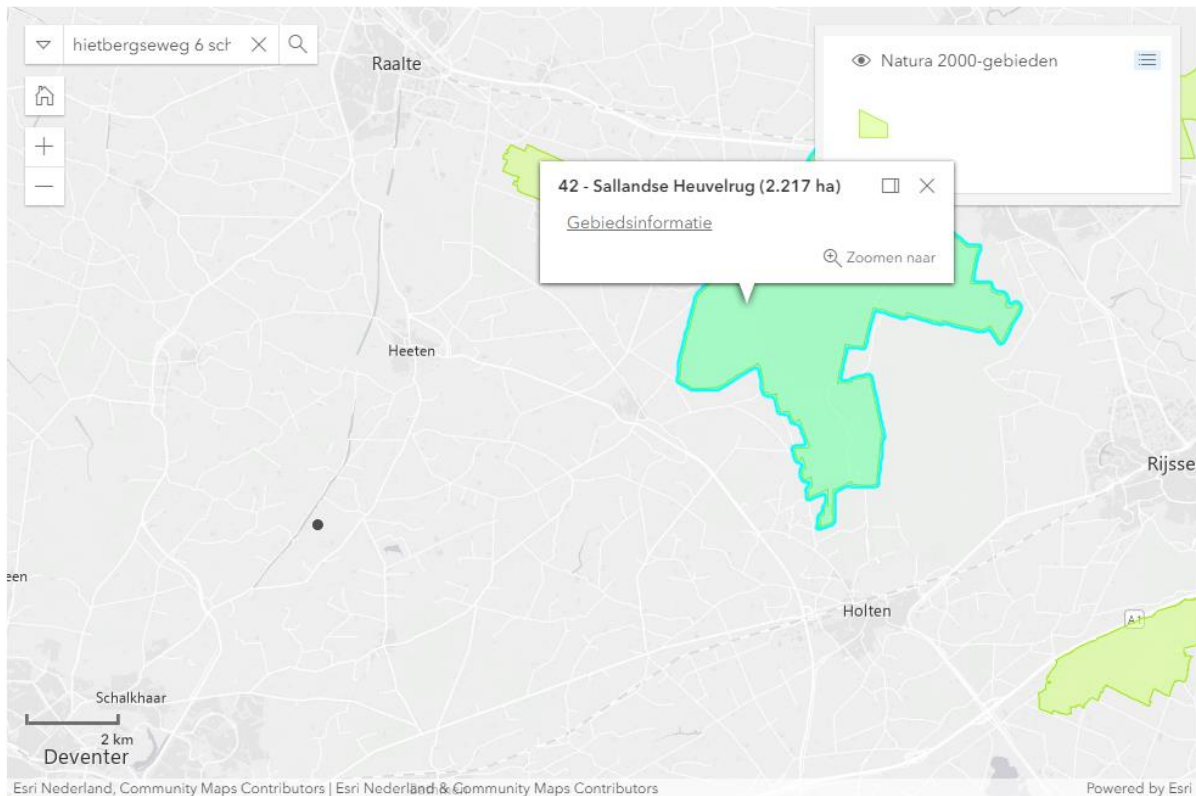 hietbergseweg 6 sch
Raalte
Natura 2000-gebieden
42 - Sallandse Heuvelrug (2.217 ha)
Gebiedsinformatie
Zoomen naar
Heeten
Rijsse
een
Holten
A1
Schalkhaar
2 km
Deventer
Esri Nederland, Community Maps Contributors | Esri Nederland & Community Maps Contributors
Powered by Esri